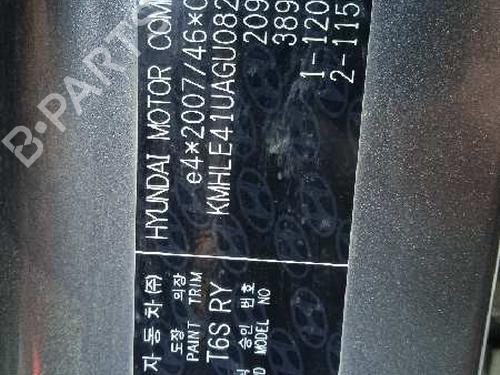 자동차(주) HYUNDAI MOTOR COM
e4*2007/46*0
KMHLE41UAGU082
209
389
1-120
2-115
도장 의장
PAINT TRIM
T6S RY
승인 번호
MODEL NO
B-PARTS